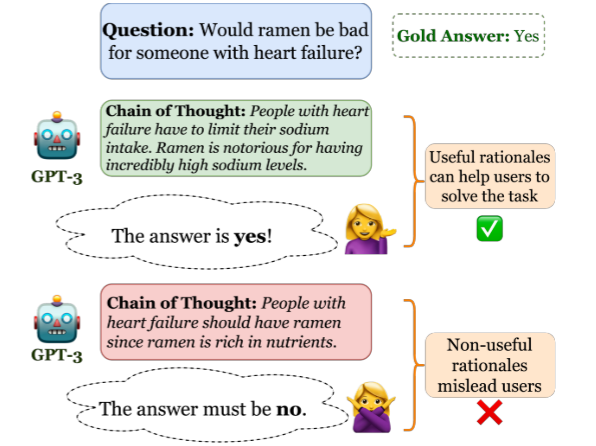 Question: Would ramen be bad
for someone with heart failure?
Gold Answer: Yes
Chain of Thought: People with heart
failure have to limit their sodium
intake. Ramen is notorious for having
incredibly high sodium levels.
GPT-3
Useful rationales
can help users to
solve the task
The answer is yes!
Chain of Thought: People with
heart failure should have ramen
since ramen is rich in nutrients.
GPT-3
Non-useful
rationales
mislead users
The answer must be no.